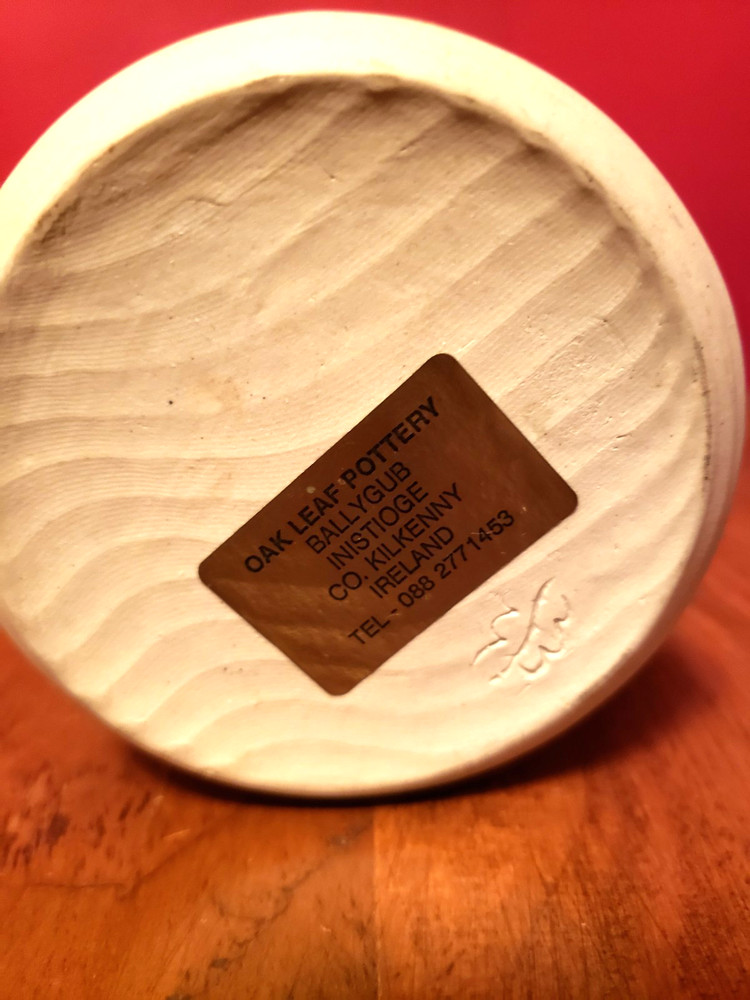 OAK LEAF POTTERY
BALLYGUB
INISTIOGE
CO. KILKENNY
IRELAND
TEL - 088 2771453